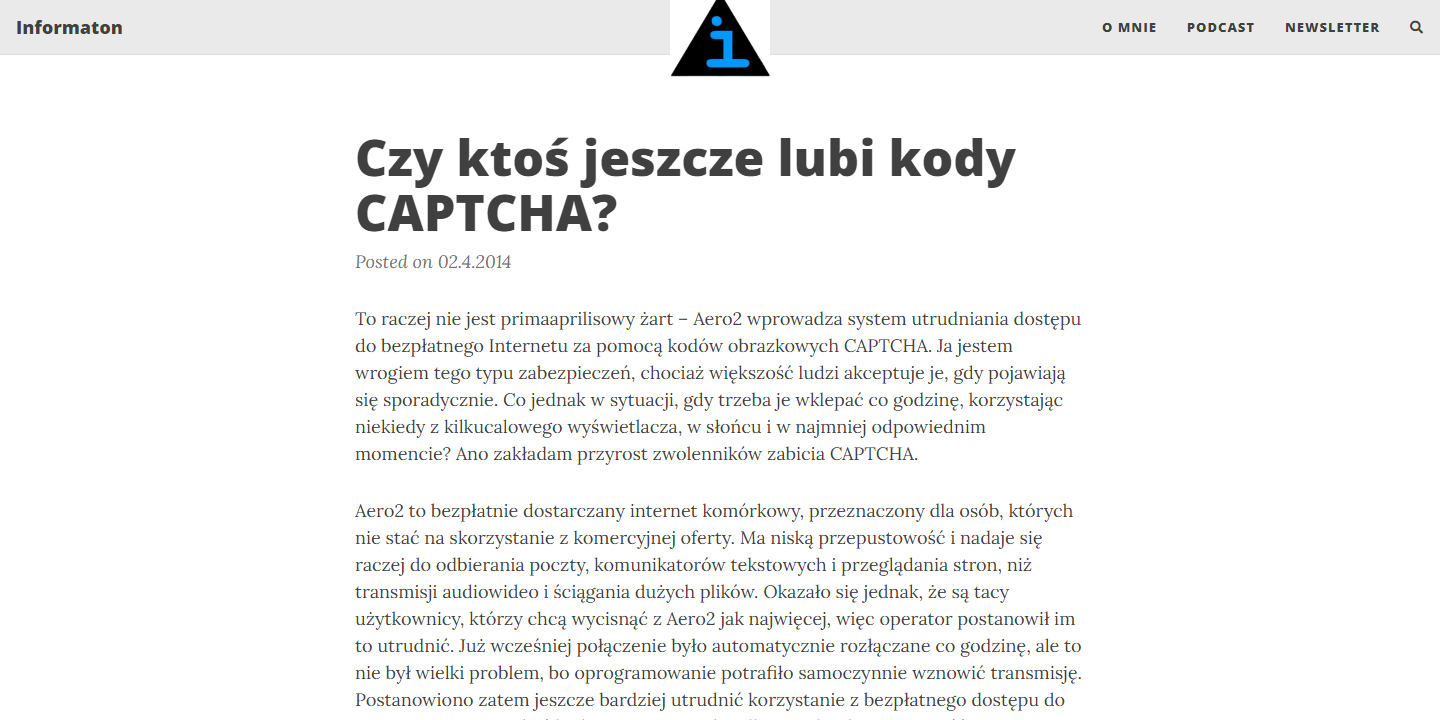 Informaton
i
O MNIE
PODCAST
NEWSLETTER
Czy ktoś jeszcze lubi kody
CAPTCHA?
Posted on 02.4.2014
To raczej nie jest primaaprilisowy żart – Aero2 wprowadza system utrudniania dostępu
do bezpłatnego Internetu za pomocą kodów obrazkowych CAPTCHA. Ja jestem
wrogiem tego typu zabezpieczeń, chociaż większość ludzi akceptuje je, gdy pojawiają
się sporadycznie. Co jednak w sytuacji, gdy trzeba je wklepać co godzinę, korzystając
niekiedy z kilkucalowego wyświetlacza, w słońcu i w najmniej odpowiednim
momencie? Ano zakładam przyrost zwolenników zabicia CAPTCHA.
Aero2 to bezpłatnie dostarczany internet komórkowy, przeznaczony dla osób, których
nie stać na skorzystanie z komercyjnej oferty. Ma niską przepustowość i nadaje się
raczej do odbierania poczty, komunikatorów tekstowych i przeglądania stron, niż
transmisji audiowideo i ściągania dużych plików. Okazało się jednak, że są tacy
użytkownicy, którzy chcą wycisnąć z Aero2 jak najwięcej, więc operator postanowił im
to utrudnić. Już wcześniej połączenie było automatycznie rozłączane co godzinę, ale to
nie był wielki problem, bo oprogramowanie potrafiło samoczynnie wznowić transmisję.
Postanowiono zatem jeszcze bardziej utrudnić korzystanie z bezpłatnego dostępu do